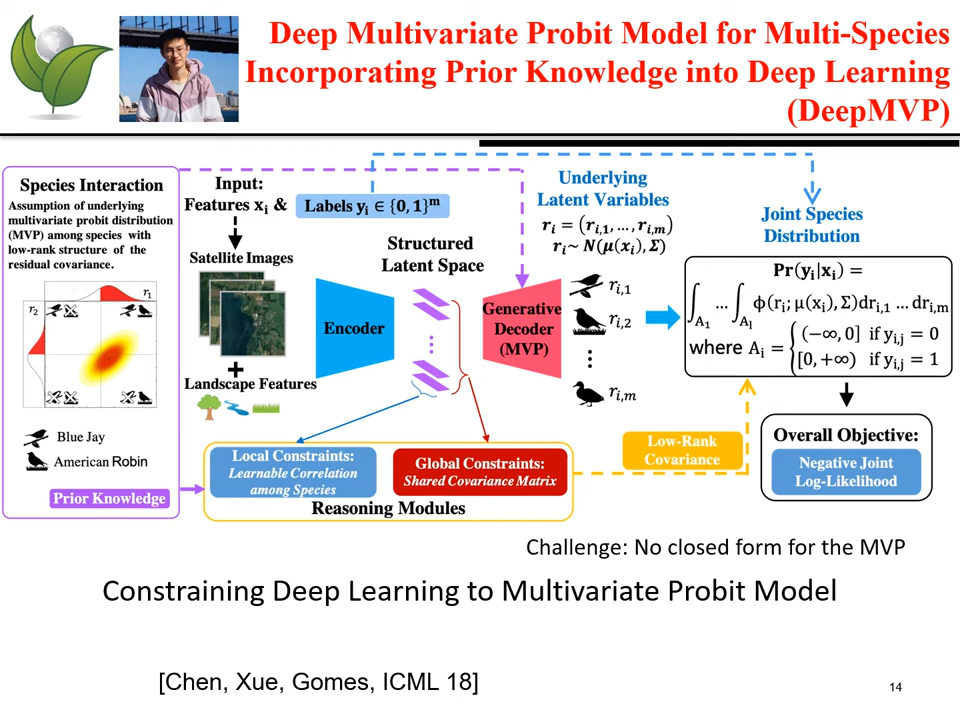 Deep Multivariate Probit Model for Multi-Species
Incorporating Prior Knowledge into Deep Learning
(DeepMVP)
Species Interaction
Assumption of underlying
multivariate probit distribution
(MVP) among species with
low-rank structure of the
residual covariance.
r₁
r₂
Blue Jay
American Robin
Prior Knowledge
Input:
Features xᵢ &
Labels yᵢ ∈ {0, 1}ᵐ
Satellite Images
+
Landscape Features
Encoder
Structured
Latent Space
Generative
Decoder
(MVP)
Underlying
Latent Variables
rᵢ = (rᵢ,₁, …, rᵢ,ₘ)
rᵢ ~ N(μ(xᵢ), Σ)
rᵢ,₁
rᵢ,₂
⋮
rᵢ,ₘ
Joint Species
Distribution
Pr(yᵢ|xᵢ) =
∫A₁ … ∫Aₗ ϕ(rᵢ; μ(xᵢ), Σ)drᵢ,₁ … drᵢ,ₘ
where Aᵢ = { (−∞, 0] if yᵢ,ⱼ = 0
[0, +∞) if yᵢ,ⱼ = 1
Local Constraints:
Learnable Correlation
among Species
Global Constraints:
Shared Covariance Matrix
Reasoning Modules
Low-Rank
Covariance
Overall Objective:
Negative Joint
Log-Likelihood
Challenge: No closed form for the MVP
Constraining Deep Learning to Multivariate Probit Model
[Chen, Xue, Gomes, ICML 18]
14